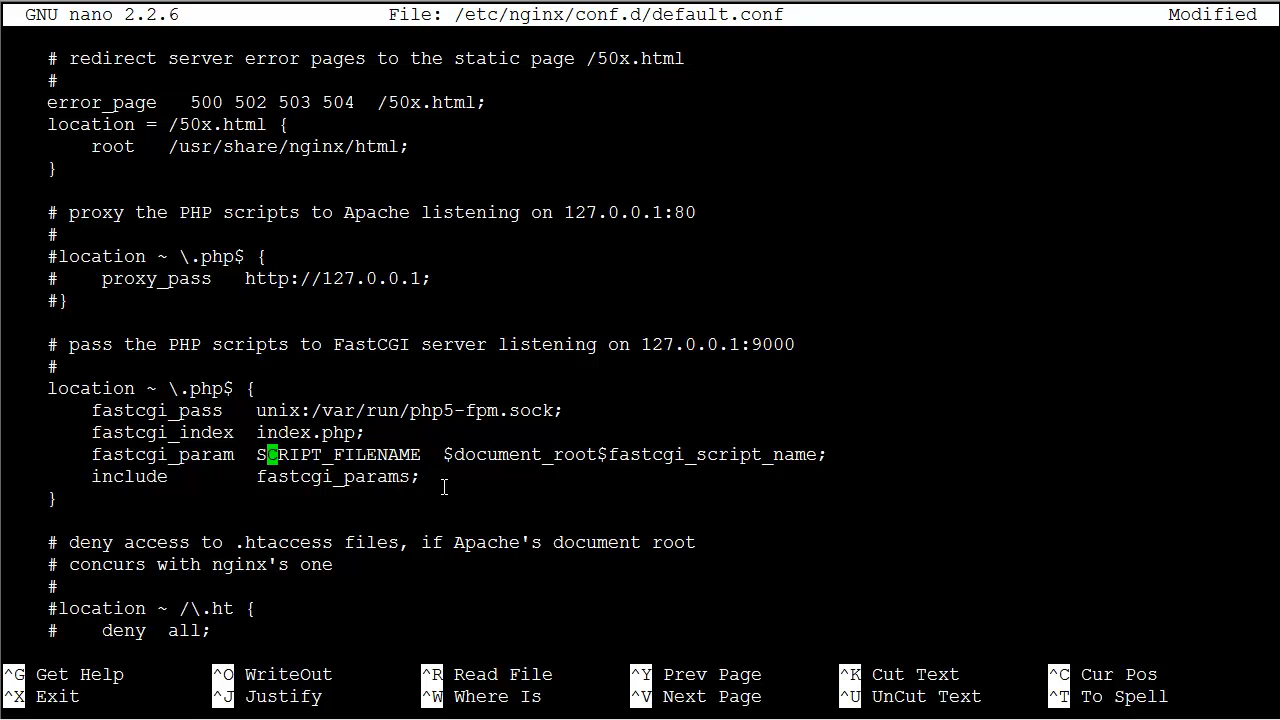 GNU nano 2.2.6 File: /etc/nginx/conf.d/default.conf Modified
# redirect server error pages to the static page /50x.html
#
error_page   500 502 503 504  /50x.html;
location = /50x.html {
    root   /usr/share/nginx/html;
}
# proxy the PHP scripts to Apache listening on 127.0.0.1:80
#
#location ~ \.php$ {
#    proxy_pass   http://127.0.0.1;
#}
# pass the PHP scripts to FastCGI server listening on 127.0.0.1:9000
#
location ~ \.php$ {
    fastcgi_pass   unix:/var/run/php5-fpm.sock;
    fastcgi_index  index.php;
    fastcgi_param  SCRIPT_FILENAME  $document_root$fastcgi_script_name;
    include        fastcgi_params;
}
# deny access to .htaccess files, if Apache's document root
# concurs with nginx's one
#
#location ~ /\.ht {
#    deny  all;
^G Get Help ^O WriteOut ^R Read File ^Y Prev Page ^K Cut Text ^C Cur Pos
^X Exit ^J Justify ^W Where Is ^V Next Page ^U UnCut Text ^T To Spell